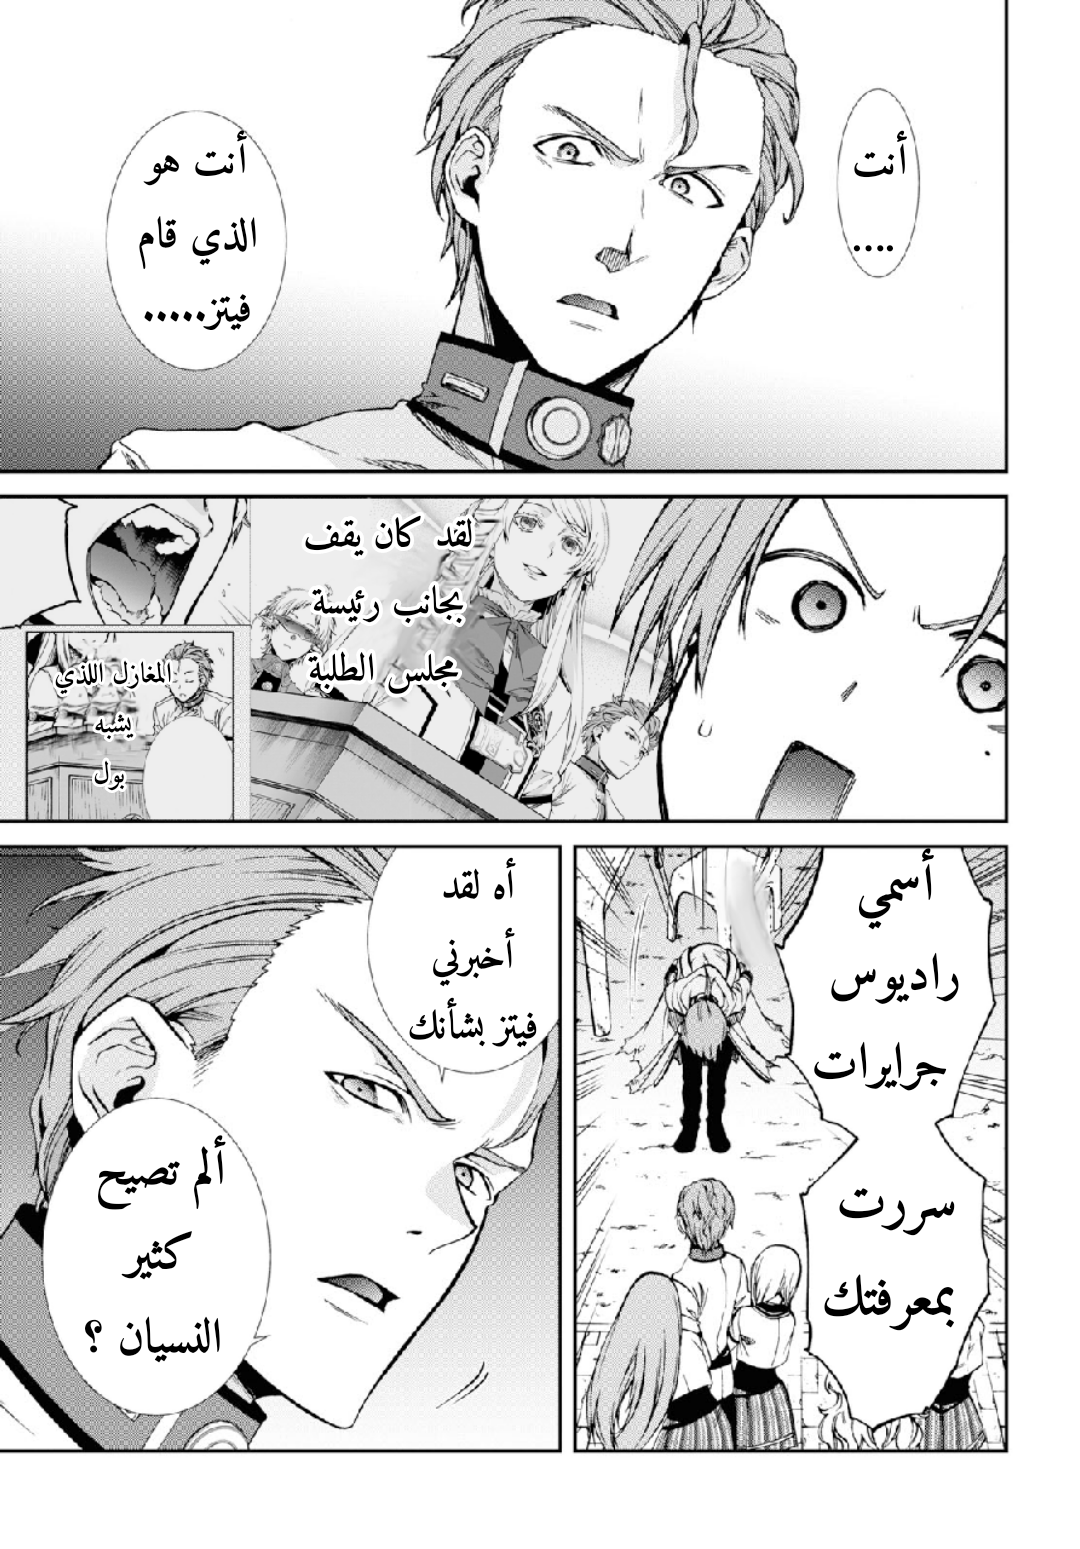 أنت
....
أنت هو
الذي قام
فيتز.....
لقد كان يقف
بجانب رئيسة
مجلس الطلبة
المغازل اللذي
يشبه
بول
أسمي
راديوس
جرايرات
سررت
بمعرفتك
أه لقد
أخبرني
فيتز بشأنك
ألم تصيح
كثير
النسيان ؟